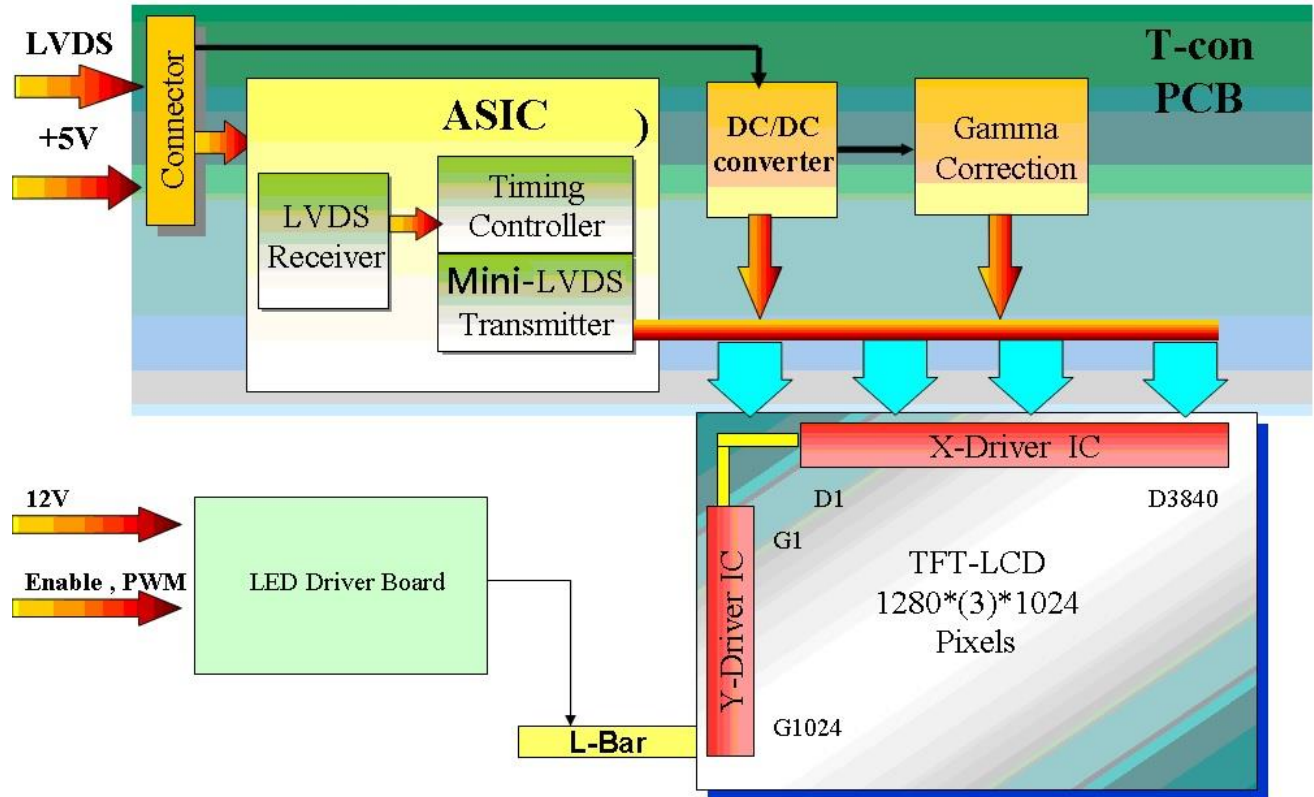 LVDS
+5V
Connector
T-con
PCB
ASIC )
LVDS
Receiver
Timing
Controller
Mini-LVDS
Transmitter
DC/DC
converter
Gamma
Correction
X-Driver IC
D1
D3840
G1
Y-Driver IC
TFT-LCD
1280*(3)*1024
Pixels
G1024
12V
Enable , PWM
LED Driver Board
L-Bar